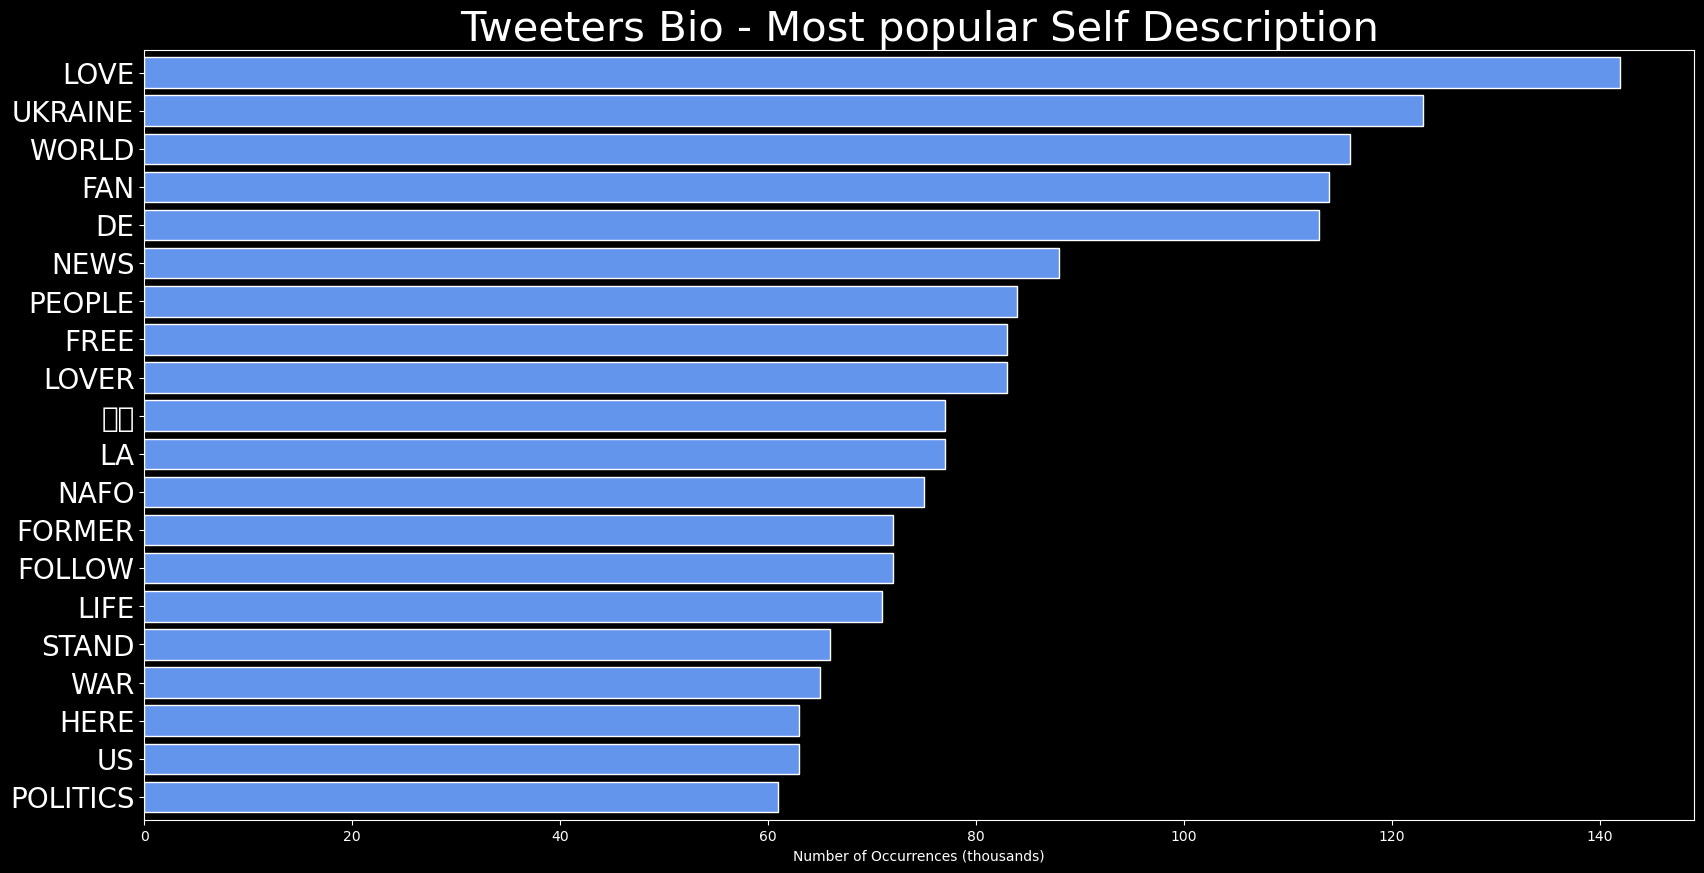 Tweeters Bio - Most popular Self Description
LOVE
UKRAINE
WORLD
FAN
DE
NEWS
PEOPLE
FREE
LOVER
LA
NAFO
FORMER
FOLLOW
LIFE
STAND
WAR
HERE
US
POLITICS
0 20 40 60 80 100 120 140
Number of Occurrences (thousands)